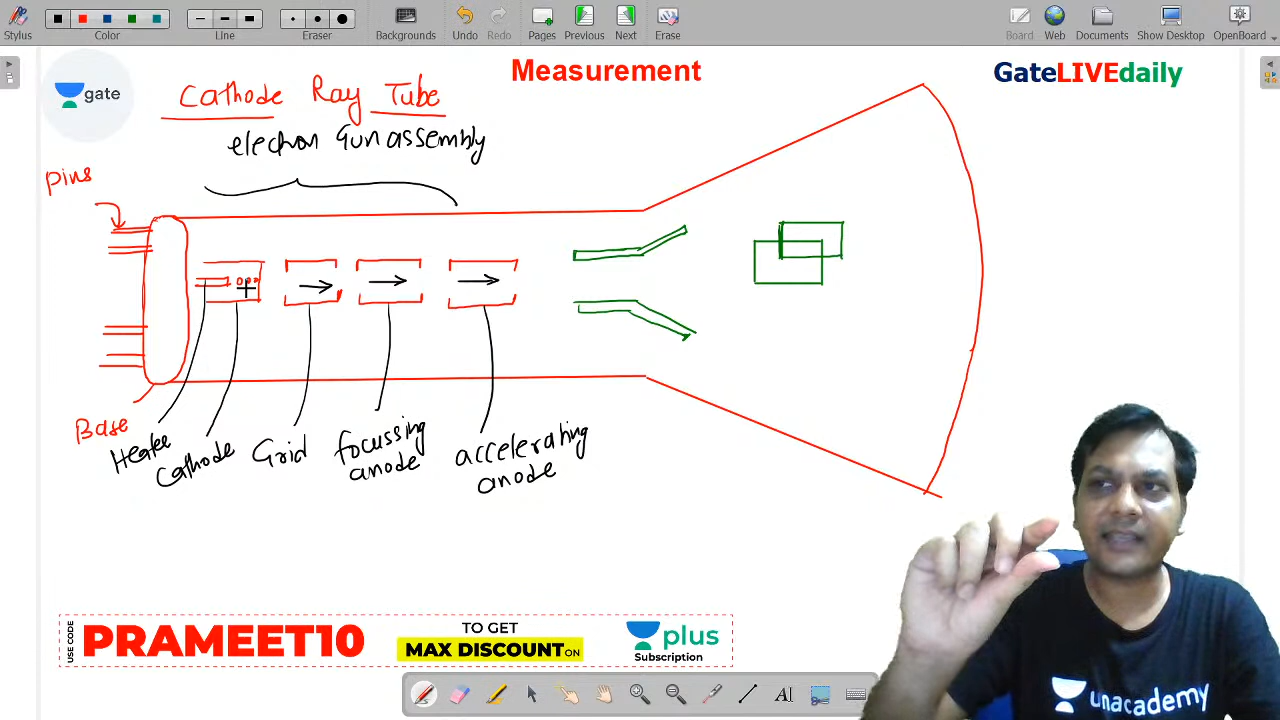 Stylus
Color
Line
Eraser
Backgrounds
Undo
Redo
Pages
Previous
Next
Erase
Board
Web
Documents
Show Desktop
OpenBoard
gate
Measurement
GateLIVEdaily
Cathode Ray Tube
electron Gun assembly
Pins
Base
Heater
Cathode
Grid
focussing
anode
accelerating
anode
USE CODE
PRAMEET10
TO GET
MAX DISCOUNT ON
plus
Subscription
unacademy